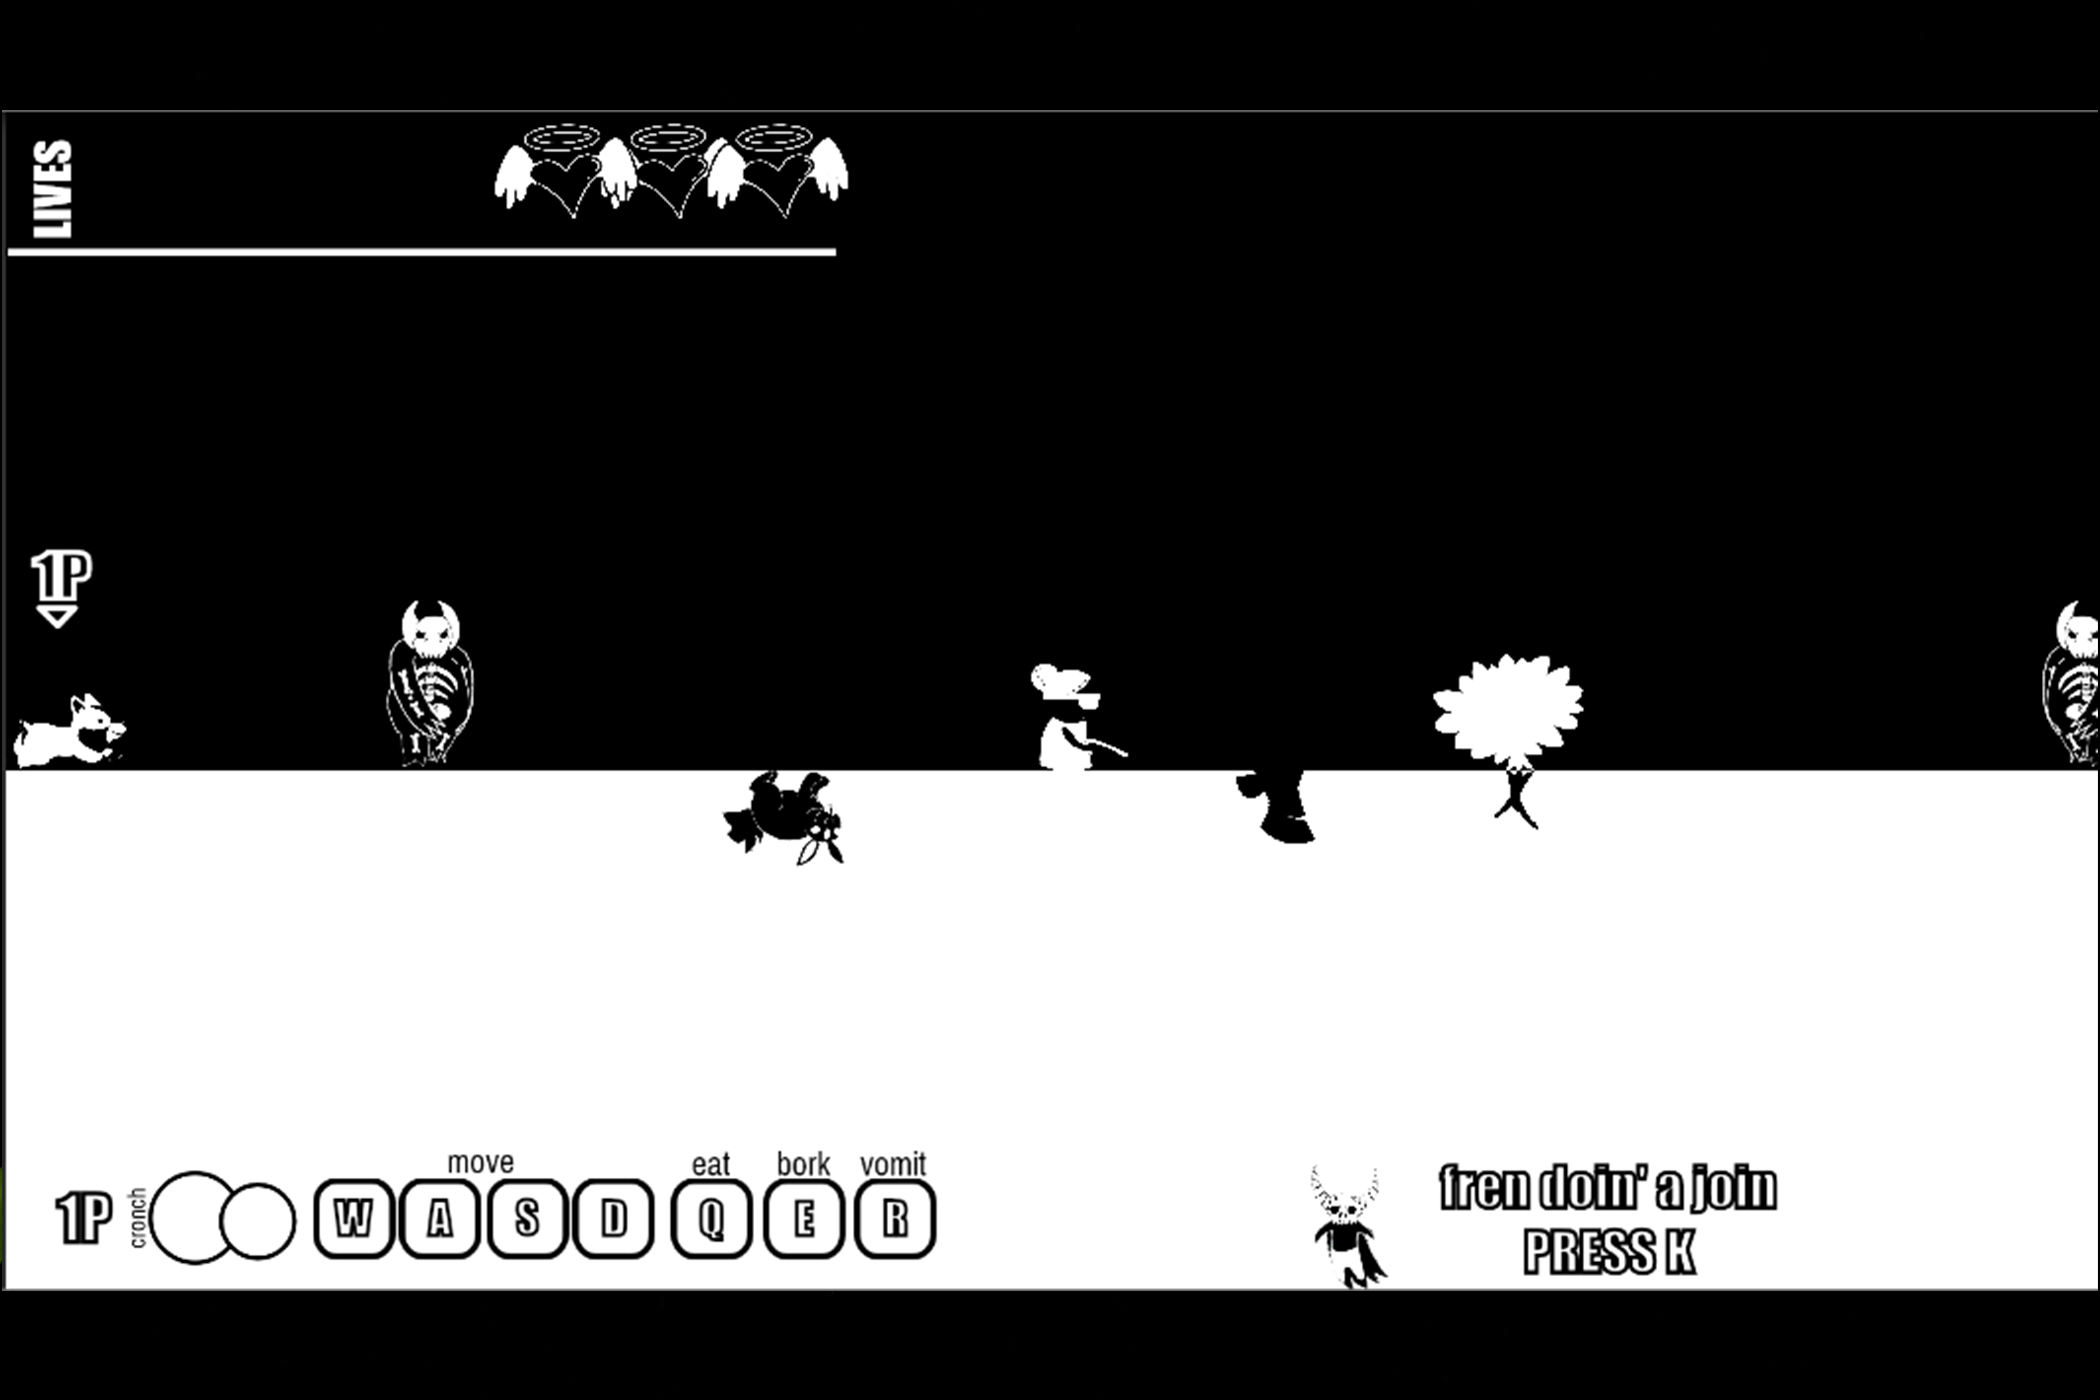 LIVES
1P
move
eat
bork
vomit
1P
cronch
W A S D Q E R
fren doin' a join
PRESS K